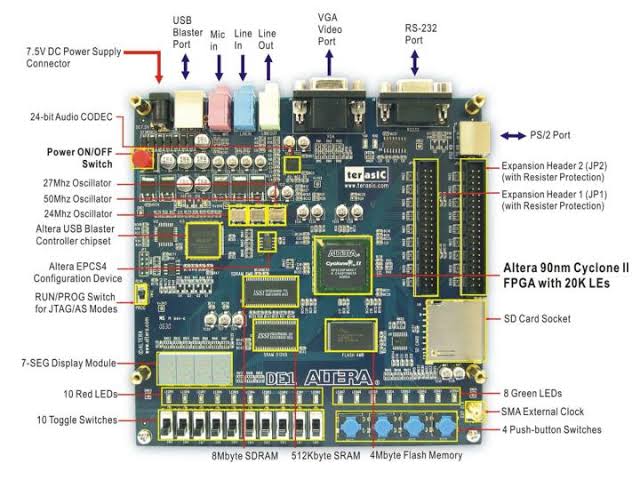 USB
Blaster
Port
Mic
in
Line
In
Line
Out
VGA
Video
Port
RS-232
Port
7.5V DC Power Supply
Connector
24-bit Audio CODEC
PS/2 Port
Power ON/OFF
Switch
terasIC
www.terasic.com
Expansion Header 2 (JP2)
(with Resister Protection)
27Mhz Oscillator
50Mhz Oscillator
24Mhz Oscillator
Expansion Header 1 (JP1)
(with Resister Protection)
Altera USB Blaster
Controller chipset
ALTERA
Cyclone II
Altera EPCS4
Configuration Device
Altera 90nm Cyclone II
FPGA with 20K LEs
RUN/PROG Switch
for JTAG/AS Modes
SD Card Socket
7-SEG Display Module
DE1 ALTERA
10 Red LEDs
8 Green LEDs
SMA External Clock
10 Toggle Switches
4 Push-button Switches
8Mbyte SDRAM
512Kbyte SRAM
4Mbyte Flash Memory